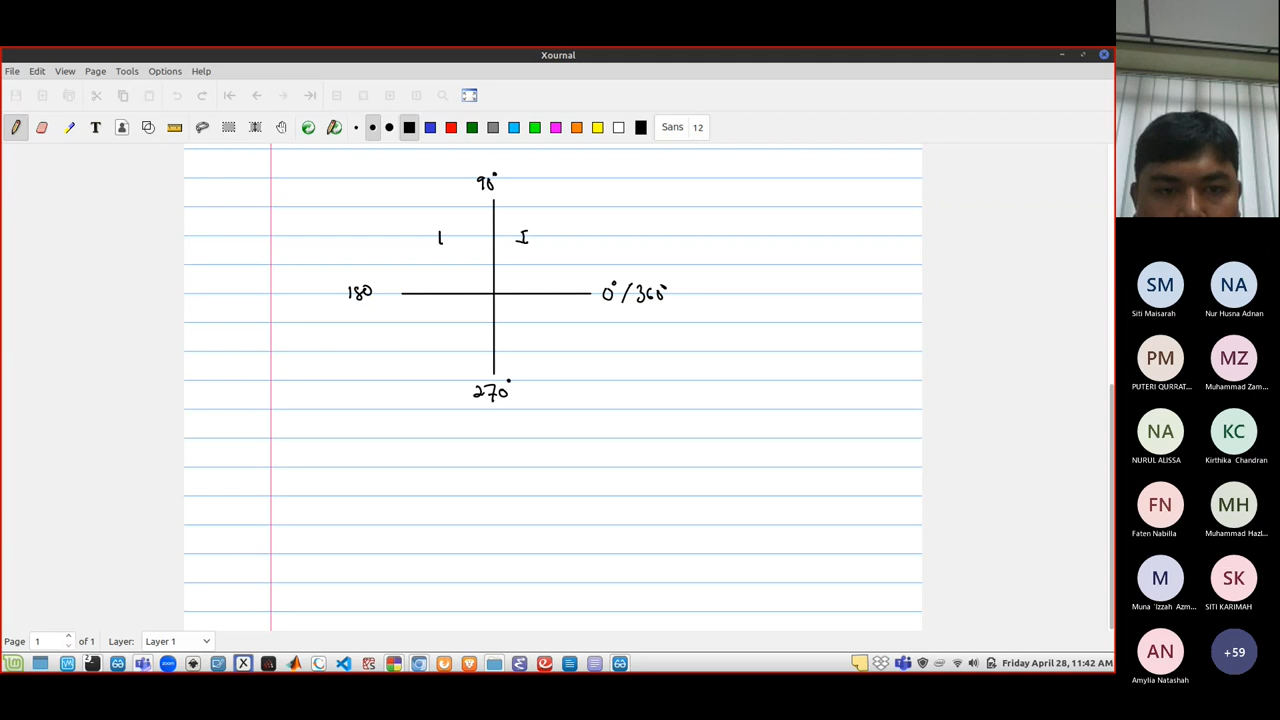 Xournal
File Edit View Page Tools Options Help
Sans 12
90°
I I
180 0°/360°
270°
SM NA
Siti Maisarah Nur Husna Adnan
PM MZ
PUTERI QURRAT... Muhammad Zam...
NA KC
NURUL ALISSA Kirthika Chandran
FN MH
Faten Nabilla Muhammad Hazl...
M SK
Muna 'Izzah Azm... SITI KARIMAH
AN +59
Amylia Natashah
Page 1 of 1 Layer: Layer 1
Friday April 28, 11:42 AM